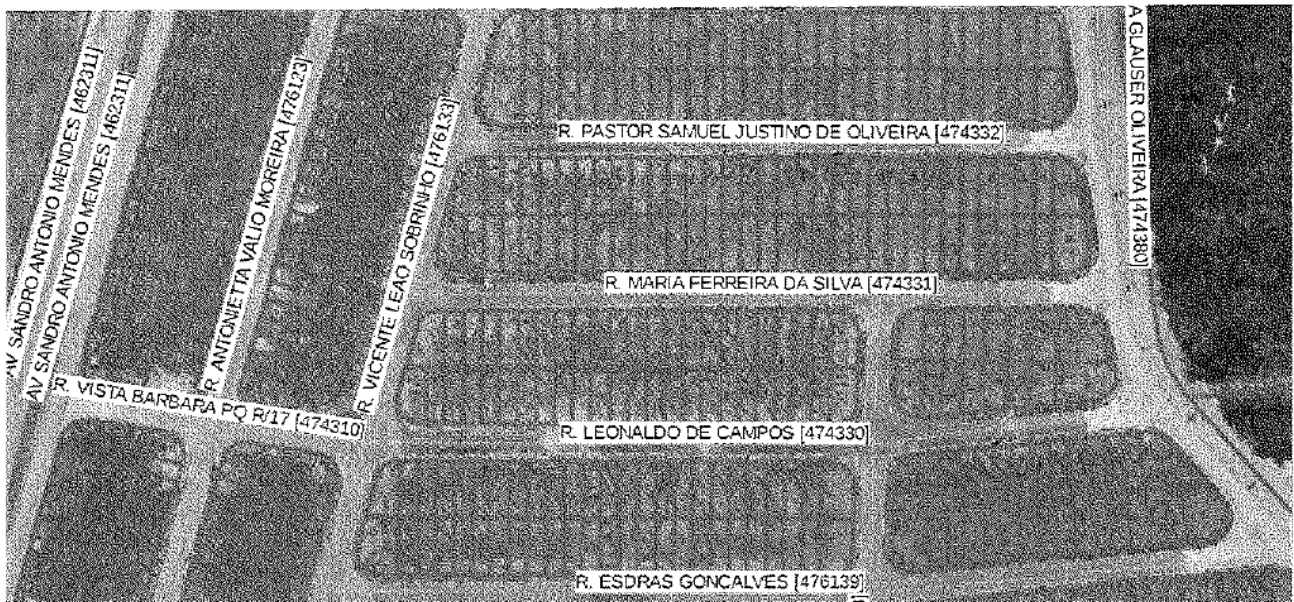 AV SANDRO ANTONIO MENDES [462311]
AV SANDRO ANTONIO MENDES [462311]
R. ANTONIETTA VALIO MOREIRA [476123]
R. VICENTE LEAO SOBRINHO [476133]
A GLAUSER OLIVEIRA [474380]
R. PASTOR SAMUEL JUSTINO DE OLIVEIRA [474332]
R. MARIA FERREIRA DA SILVA [474331]
R. VISTA BARBARA PQ R/17 [474310]
R. LEONALDO DE CAMPOS [474330]
R. ESDRAS GONCALVES [476139]